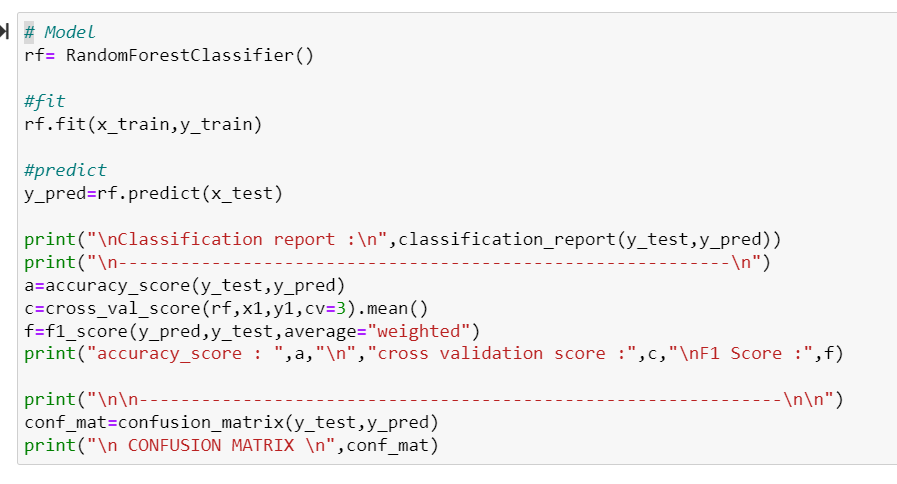 # Model
rf= RandomForestClassifier()
#fit
rf.fit(x_train,y_train)
#predict
y_pred=rf.predict(x_test)
print("\nClassification report :\n",classification_report(y_test,y_pred))
print("\n-----------------------------------------------------------\n")
a=accuracy_score(y_test,y_pred)
c=cross_val_score(rf,x1,y1,cv=3).mean()
f=f1_score(y_pred,y_test,average="weighted")
print("accuracy_score : ",a,"\n","cross validation score :",c,"\nF1 Score :",f)
print("\n\n--------------------------------------------------------------\n\n")
conf_mat=confusion_matrix(y_test,y_pred)
print("\n CONFUSION MATRIX \n",conf_mat)